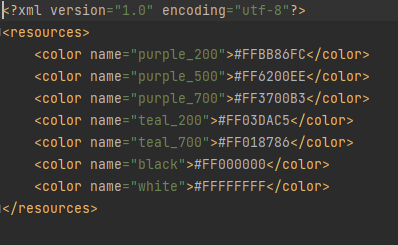 <?xml version="1.0" encoding="utf-8"?>
<resources>
    <color name="purple_200">#FFBB86FC</color>
    <color name="purple_500">#FF6200EE</color>
    <color name="purple_700">#FF3700B3</color>
    <color name="teal_200">#FF03DAC5</color>
    <color name="teal_700">#FF018786</color>
    <color name="black">#FF000000</color>
    <color name="white">#FFFFFFFF</color>
</resources>